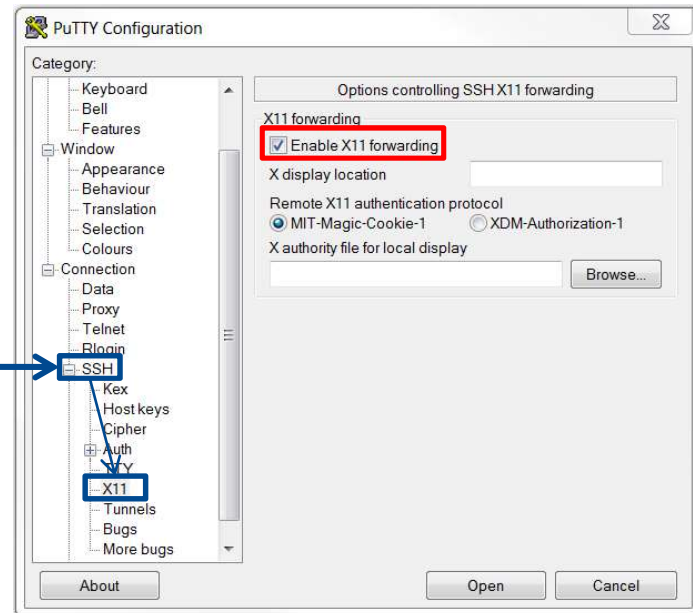 PuTTY Configuration
Category:
Keyboard
Bell
Features
Window
Appearance
Behaviour
Translation
Selection
Colours
Connection
Data
Proxy
Telnet
Rlogin
SSH
Kex
Host keys
Cipher
Auth
TTY
X11
Tunnels
Bugs
More bugs
Options controlling SSH X11 forwarding
X11 forwarding
Enable X11 forwarding
X display location
Remote X11 authentication protocol
MIT-Magic-Cookie-1 XDM-Authorization-1
X authority file for local display
Browse...
About Open Cancel